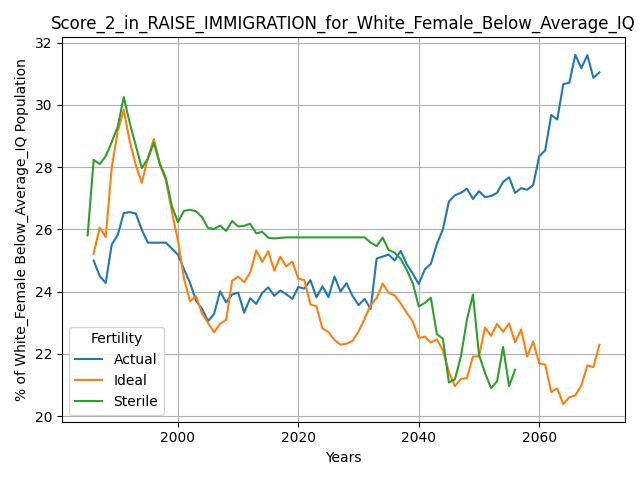 Score_2_in_RAISE_IMMIGRATION_for_White_Female_Below_Average_IQ
% of White_Female Below_Average_IQ Population
32
30
28
26
24
22
20
Fertility
Actual
Ideal
Sterile
2000
2020
2040
2060
Years